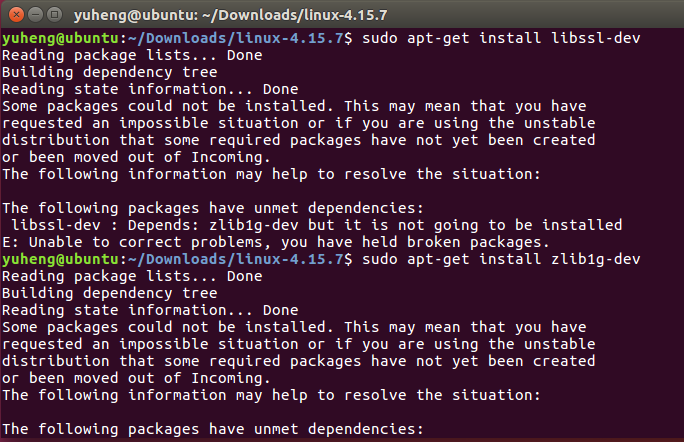 yuheng@ubuntu: ~/Downloads/linux-4.15.7
yuheng@ubuntu:~/Downloads/linux-4.15.7$ sudo apt-get install libssl-dev
Reading package lists... Done
Building dependency tree
Reading state information... Done
Some packages could not be installed. This may mean that you have
requested an impossible situation or if you are using the unstable
distribution that some required packages have not yet been created
or been moved out of Incoming.
The following information may help to resolve the situation:

The following packages have unmet dependencies:
 libssl-dev : Depends: zlib1g-dev but it is not going to be installed
E: Unable to correct problems, you have held broken packages.
yuheng@ubuntu:~/Downloads/linux-4.15.7$ sudo apt-get install zlib1g-dev
Reading package lists... Done
Building dependency tree
Reading state information... Done
Some packages could not be installed. This may mean that you have
requested an impossible situation or if you are using the unstable
distribution that some required packages have not yet been created
or been moved out of Incoming.
The following information may help to resolve the situation:

The following packages have unmet dependencies: